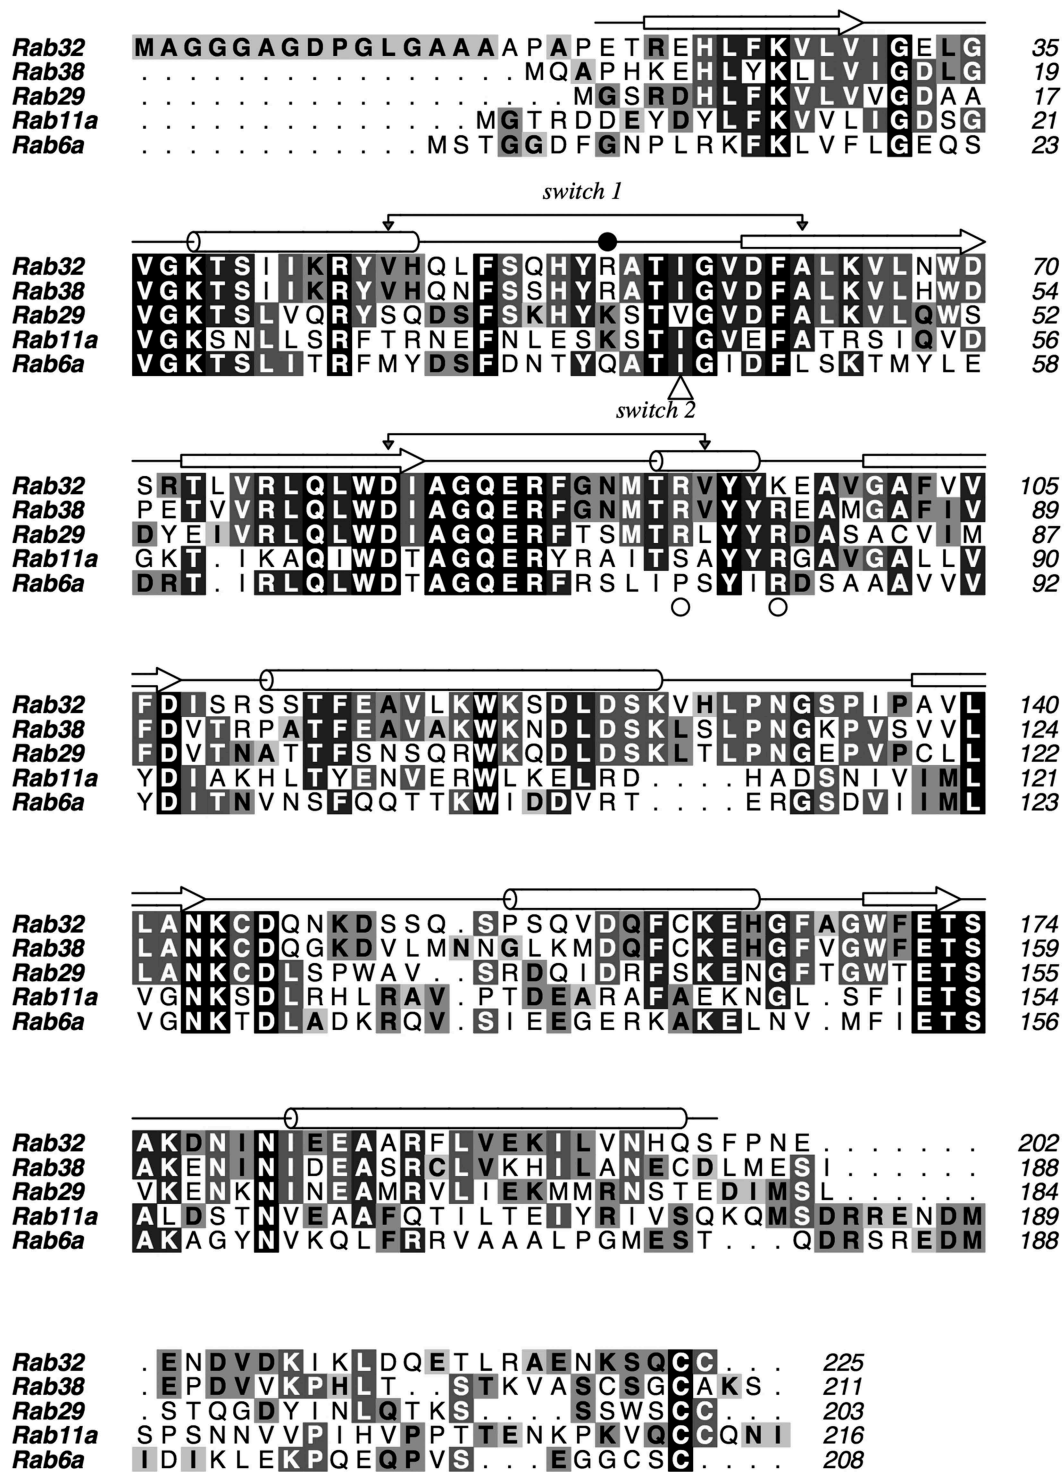 Rab32 MAGGGAGDPGLGAAAAPAPETREHLFKVLVIGELG 35
Rab38 ................MQAPHKEHLYKLLVIGDLG 19
Rab29 ..................MGSRDHLFKVLVVGDAA 17
Rab11a ..............MGTRDDEYDYLFKVVLIGDSG 21
Rab6a ............MSTGGDFGNPLRKFKLVFLGEQS 23
switch 1
Rab32 VGKTSIIKRYVHQLFSQHYRATIGVDFALKVLNWD 70
Rab38 VGKTSIIKRYVHQNFSSHYRATIGVDFALKVLHWD 54
Rab29 VGKTSLVQRYSQDSFSKHYKSTVGVDFALKVLQWS 52
Rab11a VGKSNLLSRFTRNEFNLESKSTIGVEFATRSIQVD 56
Rab6a VGKTSLITRFMYDSFDNTYQATIGIDFLSKTMYLE 58
switch 2
Rab32 SRTLVRLQLWDIAGQERFGNMTRVYYKEAVGAFVV 105
Rab38 PETVVRLQLWDIAGQERFGNMTRVYYREAMGAFIV 89
Rab29 DYEIVRLQLWDIAGQERFTSMTRLYYRDASACVIM 87
Rab11a GKT.IKAQIWDTAGQERYRAITSAYYRGAVGALLV 90
Rab6a DRT.IRLQLWDTAGQERFRSLIPSYIRDSAAAVVV 92
Rab32 FDISRSSTFEAVLKWKSDLDSKVHLPNGSPIPAVL 140
Rab38 FDVTRPATFEAVAKWKNDLDSKLSLPNGKPVSVVL 124
Rab29 FDVTNATTFSNSQRWKQDLDSKLTLPNGEPVPCLL 122
Rab11a YDIAKHLTYENVERWLKELRD....HADSNIVIML 121
Rab6a YDITNVNSFQQTTKWIDDVRT....ERGSDVIIML 123
Rab32 LANKCDQNKDSSQ.SPSQVDQFCKEHGFAGWFETS 174
Rab38 LANKCDQGKDVLMNNGLKMDQFCKEHGFVGWFETS 159
Rab29 LANKCDLSPWAV..SRDQIDRFSKENGFTGWTETS 155
Rab11a VGNKSDLRHLRAV.PTDEARAFAEKNGL.SFIETS 154
Rab6a VGNKTDLADKRQV.SIEEGERKAKELNV.MFIETS 156
Rab32 AKDNINIEEAARFLVEKILVNHQSFPNE....... 202
Rab38 AKENINIDEASRCLVKHILANECDLMESI...... 188
Rab29 VKENKNINEAMRVLIEKMMRNSTEDIMSL...... 184
Rab11a ALDSTNVEAAFQTILTEIYRIVSQKQMSDRRENDM 189
Rab6a AKAGYNVKQLFRRVAAALPGMEST...QDRSREDM 188
Rab32 .ENDVDKIKLDQETLRAENKSQCC... 225
Rab38 .EPDVVKPHLT..STKVASCSGCAKS. 211
Rab29 .STQGDYINLQTKS....SSWSCC... 203
Rab11a SPSNNVVPIHVPPTTENKPKVQCCQNI 216
Rab6a IDIKLEKPQEQPVS...EGGCSC.... 208